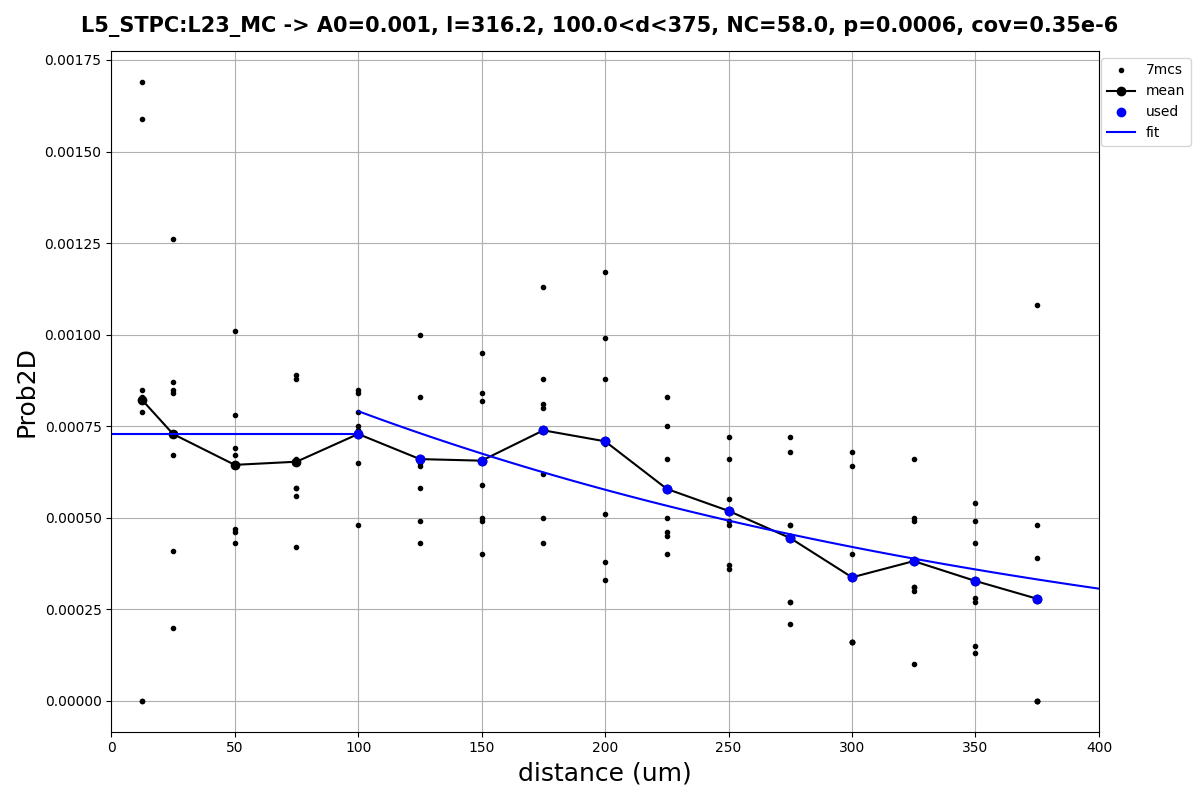 L5_STPC:L23_MC -> A0=0.001, l=316.2, 100.0<d<375, NC=58.0, p=0.0006, cov=0.35e-6
7mcs
mean
used
fit
Prob2D
0.00175
0.00150
0.00125
0.00100
0.00075
0.00050
0.00025
0.00000
0 50 100 150 200 250 300 350 400
distance (um)